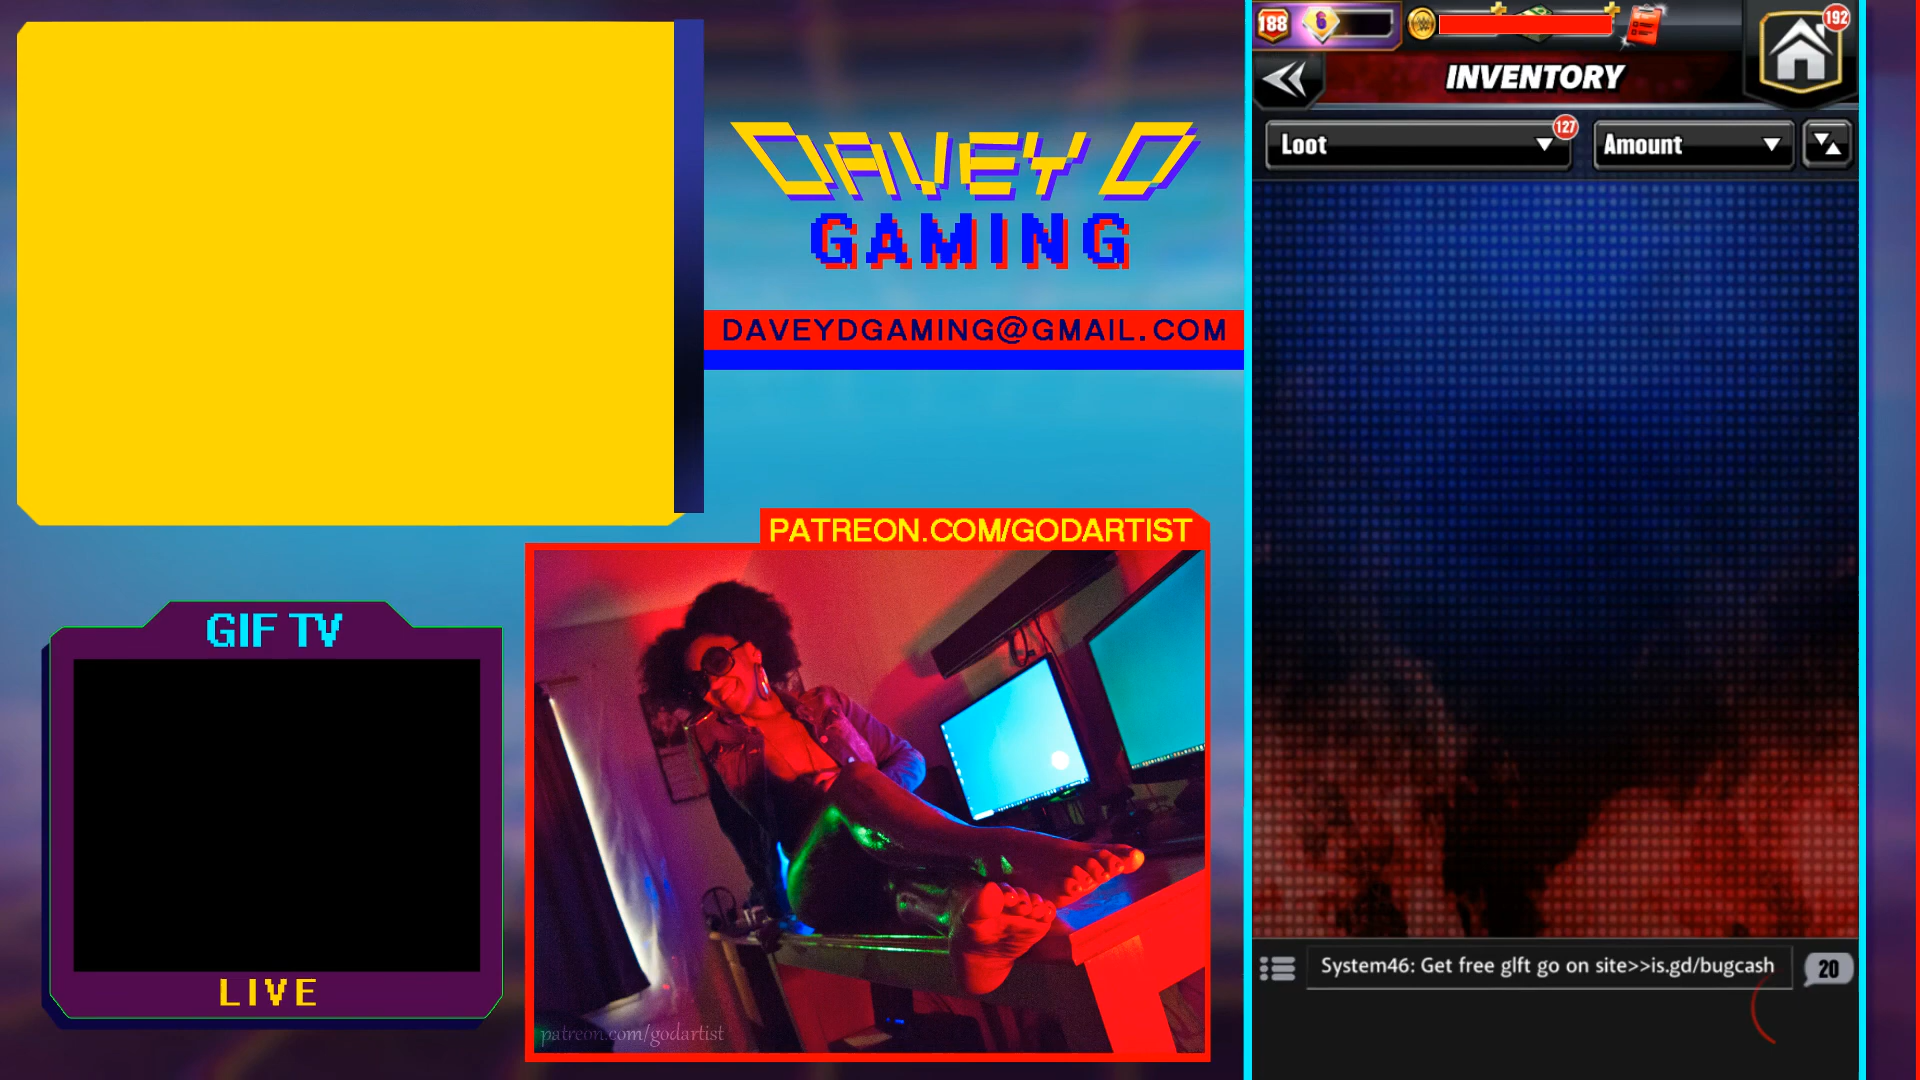 DAVEY D
GAMING
DAVEYDGAMING@GMAIL.COM
PATREON.COM/GODARTIST
GIF TV
LIVE
patreon.com/godartist
188
6
192
INVENTORY
Loot
127
Amount
System46: Get free glft go on site>>is.gd/bugcash
20